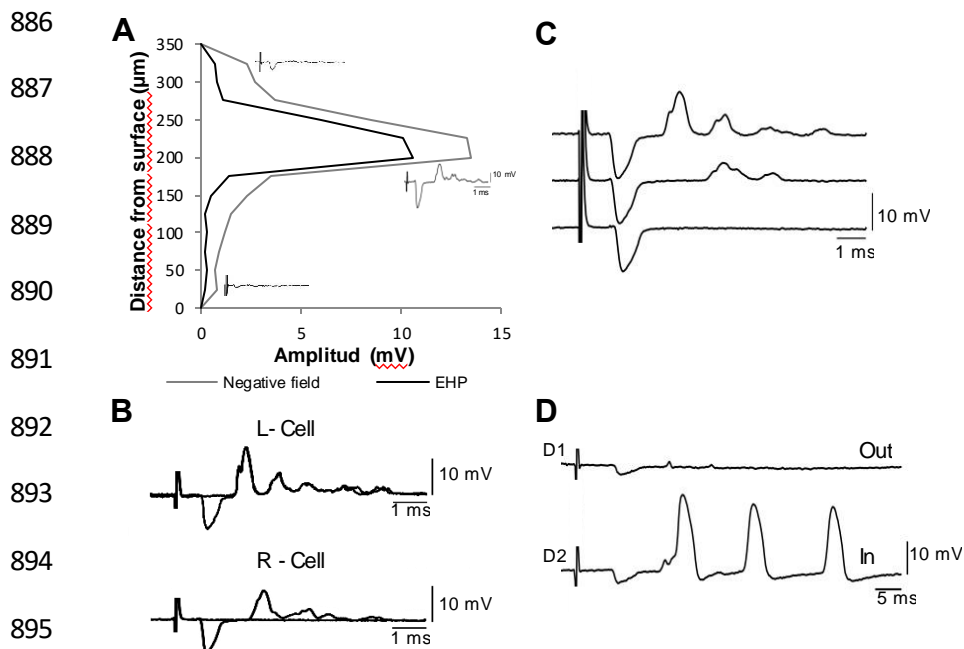 886
887
888
889
890
891
892
893
894
895
A
350
300
250
200
150
100
50
0
Distance from surface (µm)
10 mV
1 ms
0 5 10 15
Amplitud (mV)
Negative field EHP
B
L- Cell
10 mV
1 ms
R - Cell
10 mV
1 ms
C
10 mV
1 ms
D
D1 Out
D2 In
10 mV
5 ms